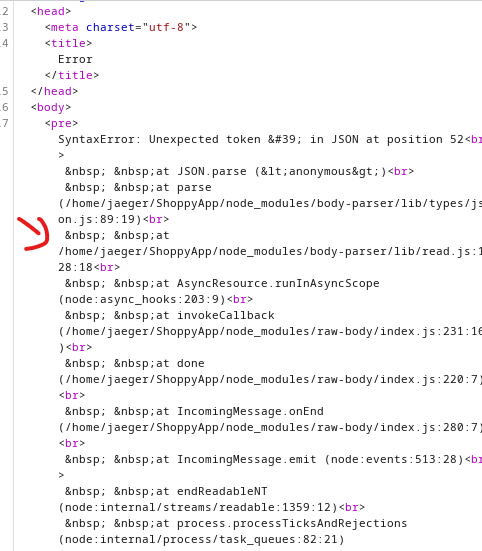 2 <head>
3 <meta charset="utf-8">
4 <title>
Error
</title>
5 </head>
6 <body>
7 <pre>
SyntaxError: Unexpected token &#39; in JSON at position 52<br
>
&nbsp; &nbsp;at JSON.parse (&lt;anonymous&gt;)<br>
&nbsp; &nbsp;at parse
(/home/jaeger/ShoppyApp/node_modules/body-parser/lib/types/js
on.js:89:19)<br>
&nbsp; &nbsp;at
/home/jaeger/ShoppyApp/node_modules/body-parser/lib/read.js:1
28:18<br>
&nbsp; &nbsp;at AsyncResource.runInAsyncScope
(node:async_hooks:203:9)<br>
&nbsp; &nbsp;at invokeCallback
(/home/jaeger/ShoppyApp/node_modules/raw-body/index.js:231:16
)<br>
&nbsp; &nbsp;at done
(/home/jaeger/ShoppyApp/node_modules/raw-body/index.js:220:7)
<br>
&nbsp; &nbsp;at IncomingMessage.onEnd
(/home/jaeger/ShoppyApp/node_modules/raw-body/index.js:280:7)
<br>
&nbsp; &nbsp;at IncomingMessage.emit (node:events:513:28)<br
>
&nbsp; &nbsp;at endReadableNT
(node:internal/streams/readable:1359:12)<br>
&nbsp; &nbsp;at process.processTicksAndRejections
(node:internal/process/task_queues:82:21)